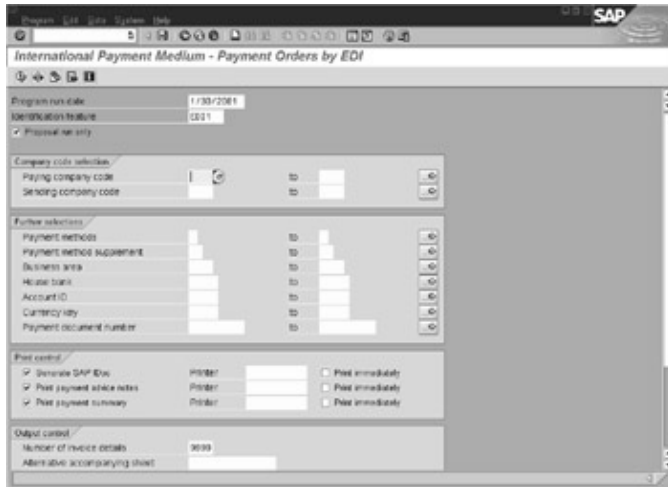 Program Edit Goto System Help
SAP
International Payment Medium - Payment Orders by EDI
Program run date 1/30/2001
Identification feature ED01
Proposal run only
Company code selection
Paying company code to
Sending company code to
Further selections
Payment methods to
Payment method supplement to
Business area to
House bank to
Account ID to
Currency key to
Payment document number to
Print control
Generate SAP IDoc Printer Print immediately
Print payment advice notes Printer Print immediately
Print payment summary Printer Print immediately
Output control
Number of invoice details 9999
Alternative accompanying sheet